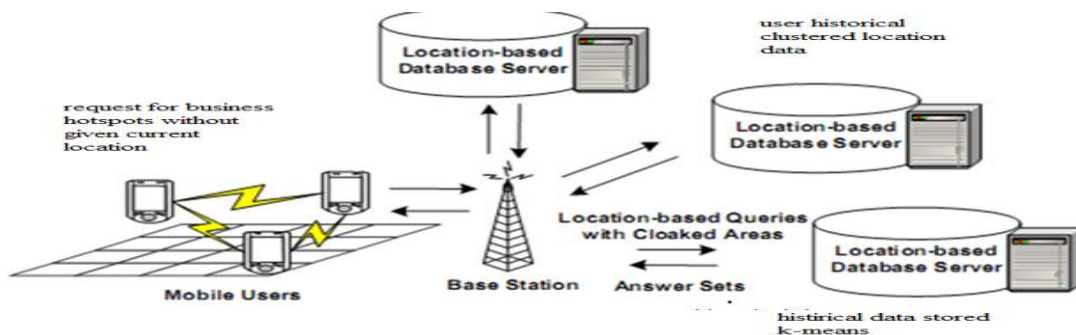 Location-based
Database Server
user historical
clustered location
data
request for business
hotspots without
given current
location
Location-based
Database Server
Location-based Queries
with Cloaked Areas
Location-based
Database Server
Mobile Users
Base Station
Answer Sets
histirical data stored
k-means